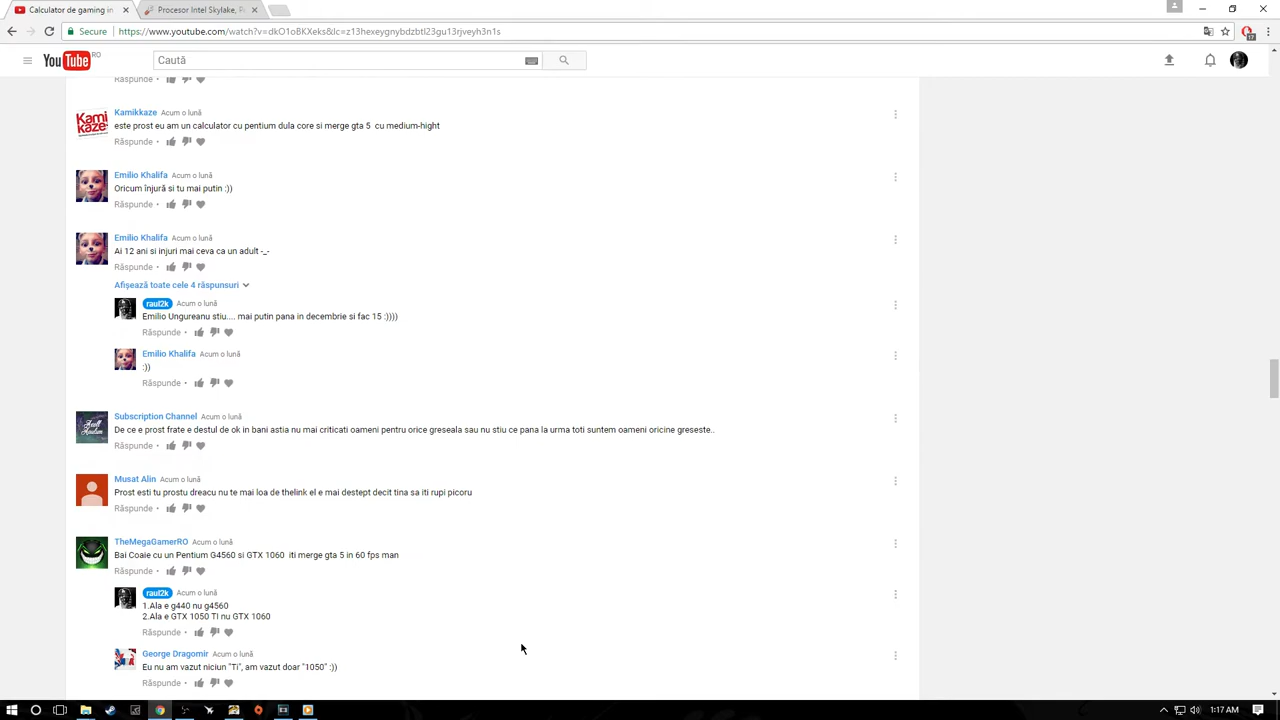 Calculator de gaming in
Procesor Intel Skylake, P
Secure
https://www.youtube.com/watch?v=dkO1oBKXeks&lc=z13hexeygnybdzbtl23gu13rjveyh3n1s
YouTube RO
Caută
Răspunde •
Kamikkaze Acum o lună
Kami
kaze
este prost eu am un calculator cu pentium dula core si merge gta 5 cu medium-hight
Răspunde •
Emilio Khalifa Acum o lună
Oricum înjură si tu mai putin :))
Răspunde •
Emilio Khalifa Acum o lună
Ai 12 ani si injuri mai ceva ca un adult -_-
Răspunde •
Afișează toate cele 4 răspunsuri
raul2k Acum o lună
Emilio Ungureanu stiu.... mai putin pana in decembrie si fac 15 :))))
Răspunde •
Emilio Khalifa Acum o lună
:))
Răspunde •
Subscription Channel Acum o lună
De ce e prost frate e destul de ok in bani astia nu mai criticati oameni pentru orice greseala sau nu stiu ce pana la urma toti suntem oameni oricine greseste..
Răspunde •
Musat Alin Acum o lună
Prost esti tu prostu dreacu nu te mai loa de thelink el e mai destept decit tina sa iti rupi picoru
Răspunde •
TheMegaGamerRO Acum o lună
Bai Coaie cu un Pentium G4560 si GTX 1060 iti merge gta 5 in 60 fps man
Răspunde •
raul2k Acum o lună
1.Ala e g440 nu g4560
2.Ala e GTX 1050 TI nu GTX 1060
Răspunde •
George Dragomir Acum o lună
Eu nu am vazut niciun "Ti", am vazut doar "1050" :))
Răspunde •
1:17 AM